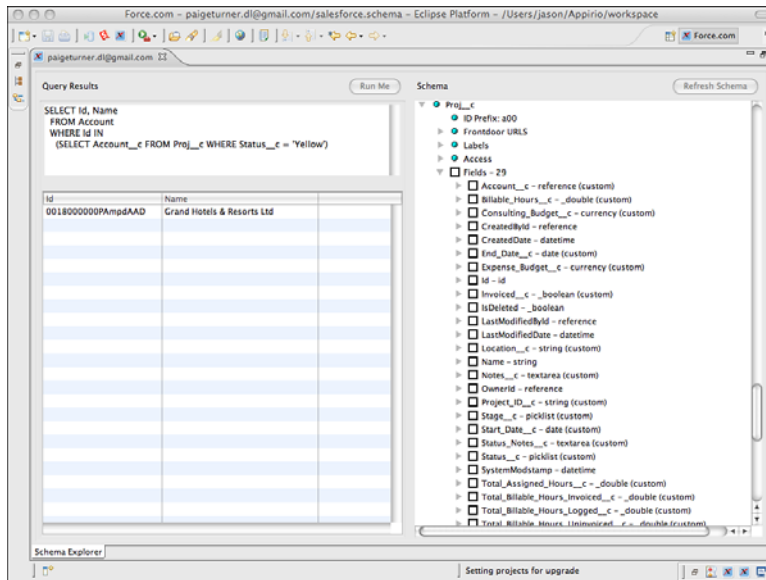 Force.com – paigeturner.dl@gmail.com/salesforce.schema – Eclipse Platform – /Users/jason/Appirio/workspace
Force.com
paigeturner.dl@gmail.com
Query Results
Run Me
SELECT Id, Name
FROM Account
WHERE Id IN
(SELECT Account__c FROM Proj__c WHERE Status__c = 'Yellow')
Id Name
0018000000PAmpdAAD Grand Hotels & Resorts Ltd
Schema
Refresh Schema
Proj__c
ID Prefix: a00
Frontdoor URLS
Labels
Access
Fields – 29
Account__c – reference (custom)
Billable_Hours__c – _double (custom)
Consulting_Budget__c – currency (custom)
CreatedById – reference
CreatedDate – datetime
End_Date__c – date (custom)
Expense_Budget__c – currency (custom)
Id – id
Invoiced__c – _boolean (custom)
IsDeleted – _boolean
LastModifiedById – reference
LastModifiedDate – datetime
Location__c – string (custom)
Name – string
Notes__c – textarea (custom)
OwnerId – reference
Project_ID__c – string (custom)
Stage__c – picklist (custom)
Start_Date__c – date (custom)
Status_Notes__c – textarea (custom)
Status__c – picklist (custom)
SystemModstamp – datetime
Total_Assigned_Hours__c – _double (custom)
Total_Billable_Hours_Invoiced__c – _double (custom)
Total_Billable_Hours_Logged__c – _double (custom)
Total_Billable_Hours_Uninvoiced__c – _double (custom)
Schema Explorer
Setting projects for upgrade